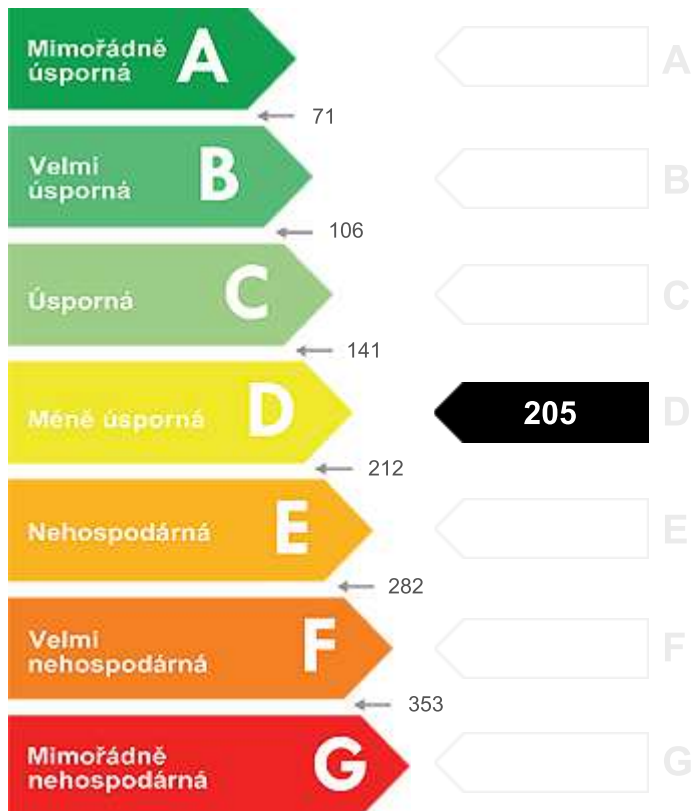 Mimořádně
úsporná
A
A
71
Velmi
úsporná
B
B
106
Úsporná
C
C
141
Méně úsporná
D
205
D
212
Nehospodárná
E
E
282
Velmi
nehospodárná
F
F
353
Mimořádně
nehospodárná
G
G